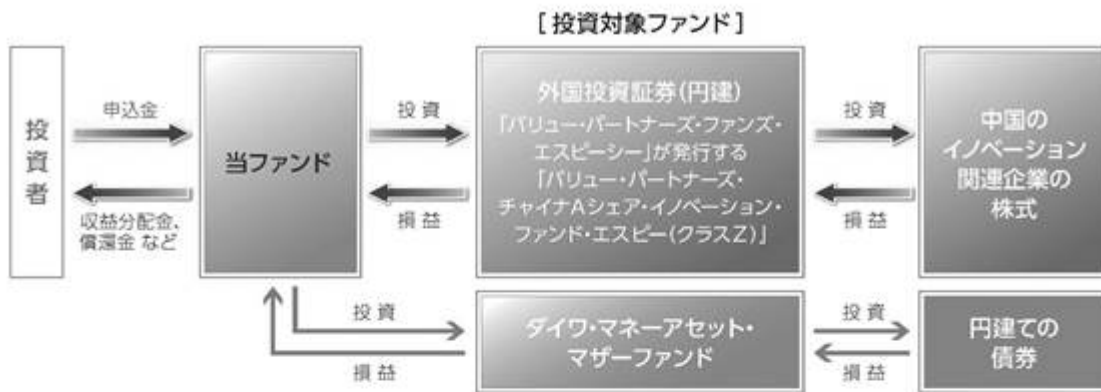 [投資対象ファンド]
投資者
申込金
収益分配金、
償還金 など
当ファンド
投資
損益
外国投資証券(円建)
「バリュー・パートナーズ・ファンズ・
エスピーシー」が発行する
「バリュー・パートナーズ・
チャイナAシェア・イノベーション・
ファンド・エスピー(クラスZ)」
投資
損益
中国の
イノベーション
関連企業の
株式
投資
損益
ダイワ・マネーアセット・
マザーファンド
投資
損益
円建ての
債券